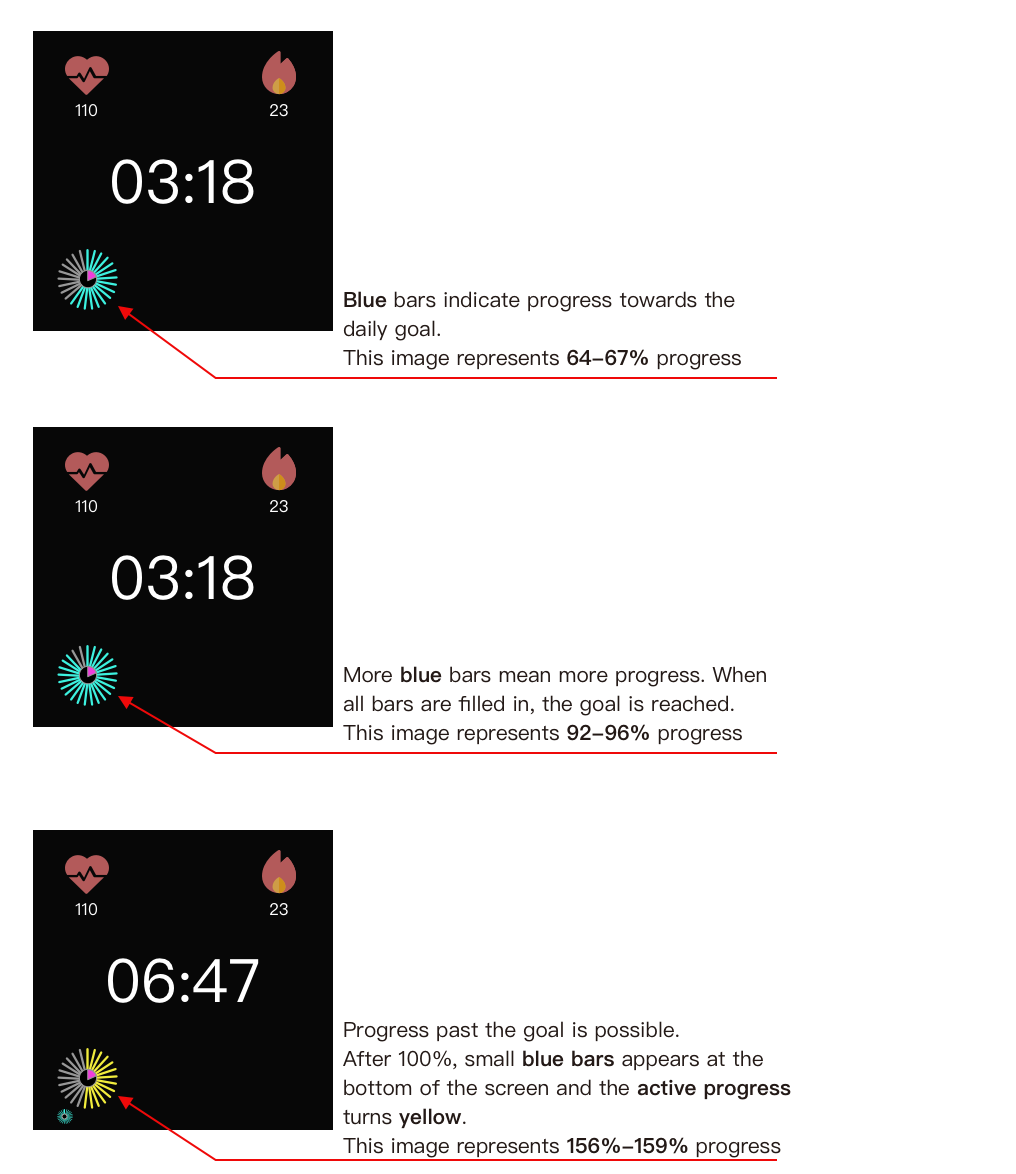 110
23
03:18
Blue bars indicate progress towards the
daily goal.
This image represents 64–67% progress
110
23
03:18
More blue bars mean more progress. When
all bars are filled in, the goal is reached.
This image represents 92–96% progress
110
23
06:47
Progress past the goal is possible.
After 100%, small blue bars appears at the
bottom of the screen and the active progress
turns yellow.
This image represents 156%–159% progress